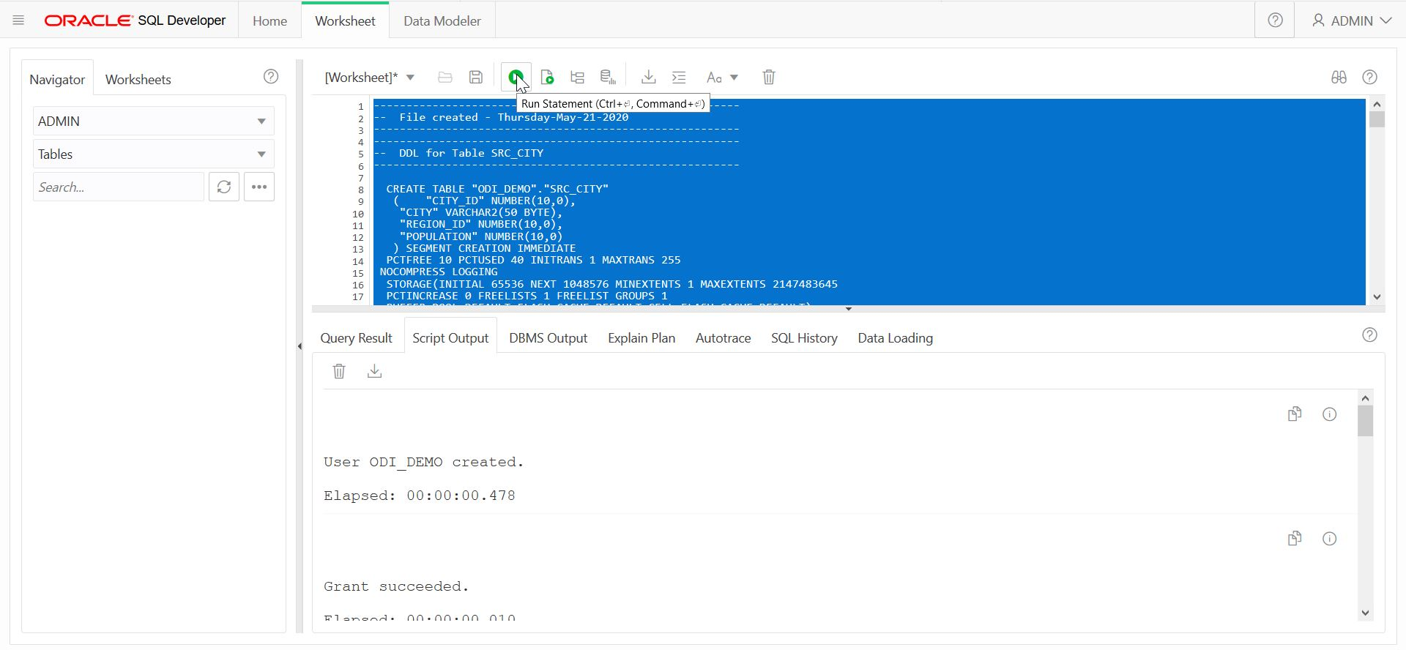 ORACLE SQL Developer
Home
Worksheet
Data Modeler
ADMIN
Navigator
Worksheets
ADMIN
Tables
Search...
[Worksheet]*
Aa
Run Statement (Ctrl+⏎, Command+⏎)
1 ----------------------------------------------------
2 -- File created - Thursday-May-21-2020
3 --------------------------------------------------------
4 --------------------------------------------------------
5 -- DDL for Table SRC_CITY
6 --------------------------------------------------------
7
8 CREATE TABLE "ODI_DEMO"."SRC_CITY"
9 ( "CITY_ID" NUMBER(10,0),
10 "CITY" VARCHAR2(50 BYTE),
11 "REGION_ID" NUMBER(10,0),
12 "POPULATION" NUMBER(10,0)
13 ) SEGMENT CREATION IMMEDIATE
14 PCTFREE 10 PCTUSED 40 INITRANS 1 MAXTRANS 255
15 NOCOMPRESS LOGGING
16 STORAGE(INITIAL 65536 NEXT 1048576 MINEXTENTS 1 MAXEXTENTS 2147483645
17 PCTINCREASE 0 FREELISTS 1 FREELIST GROUPS 1
Query Result
Script Output
DBMS Output
Explain Plan
Autotrace
SQL History
Data Loading
User ODI_DEMO created.
Elapsed: 00:00:00.478
Grant succeeded.
Elapsed: 00:00:00.010